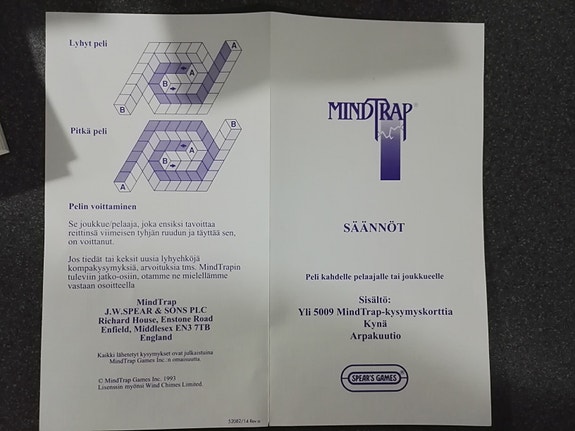 Lyhyt peli
A
A
B
B
Pitkä peli
B
B
A
A
Pelin voittaminen
Se joukkue/pelaaja, joka ensiksi tavoittaa
reittinsä viimeisen tyhjän ruudun ja täyttää sen,
on voittanut.
Jos tiedät tai keksit uusia lyhyehköjä
kompakysymyksiä, arvoituksia tms. MindTrapin
tuleviin jatko-osiin, otamme ne mielellämme
vastaan osoitteella
MindTrap
J.W.SPEAR & SONS PLC
Richard House, Enstone Road
Enfield, Middlesex EN3 7TB
England
Kaikki lähetetyt kysymykset ovat julkaistuina
MindTrap Games Inc.:n omaisuutta.
© MindTrap Games Inc. 1993
Lisenssin myönsi Wind Chimes Limited.
MINDTRAP®
SÄÄNNÖT
Peli kahdelle pelaajalle tai joukkueelle
Sisältö:
Yli 5009 MindTrap-kysymyskorttia
Kynä
Arpakuutio
SPEAR'S GAMES